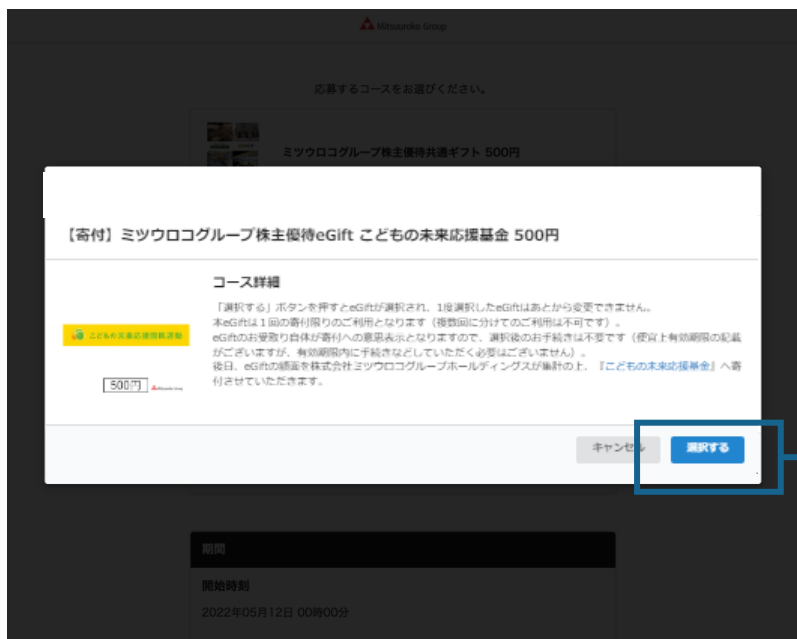 Mitsuuroko Group
応募するコースをお選びください。
ミツウロコグループ株主優待共通ギフト 500円
【寄付】ミツウロコグループ株主優待eGift こどもの未来応援基金 500円
コース詳細
「選択する」ボタンを押すとeGiftが選択され、1度選択したeGiftはあとから変更できません。
本eGiftは1回の寄付限りのご利用となります（複数回に分けてのご利用は不可です）。
eGiftのお受取り自体が寄付への意思表示となりますので、選択後のお手続きは不要です（便宜上有効期限の記載
がございますが、有効期限内に手続きなどしていただく必要はございません）。
後日、eGiftの額面を株式会社ミツウロコグループホールディングスが集計の上、『こどもの未来応援基金』へ寄
付させていただきます。
こどもの未来応援国民運動
500円
キャンセル
選択する
期間
開始時刻
2022年05月12日 00時00分